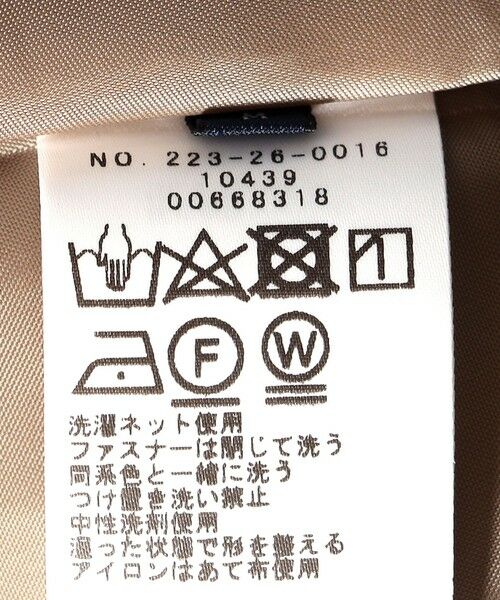 NO. 223-26-0016
10439
00668318
F W
洗濯ネット使用
ファスナーは閉じて洗う
同系色と一緒に洗う
つけ置き洗い禁止
中性洗剤使用
湿った状態で形を整える
アイロンはあて布使用